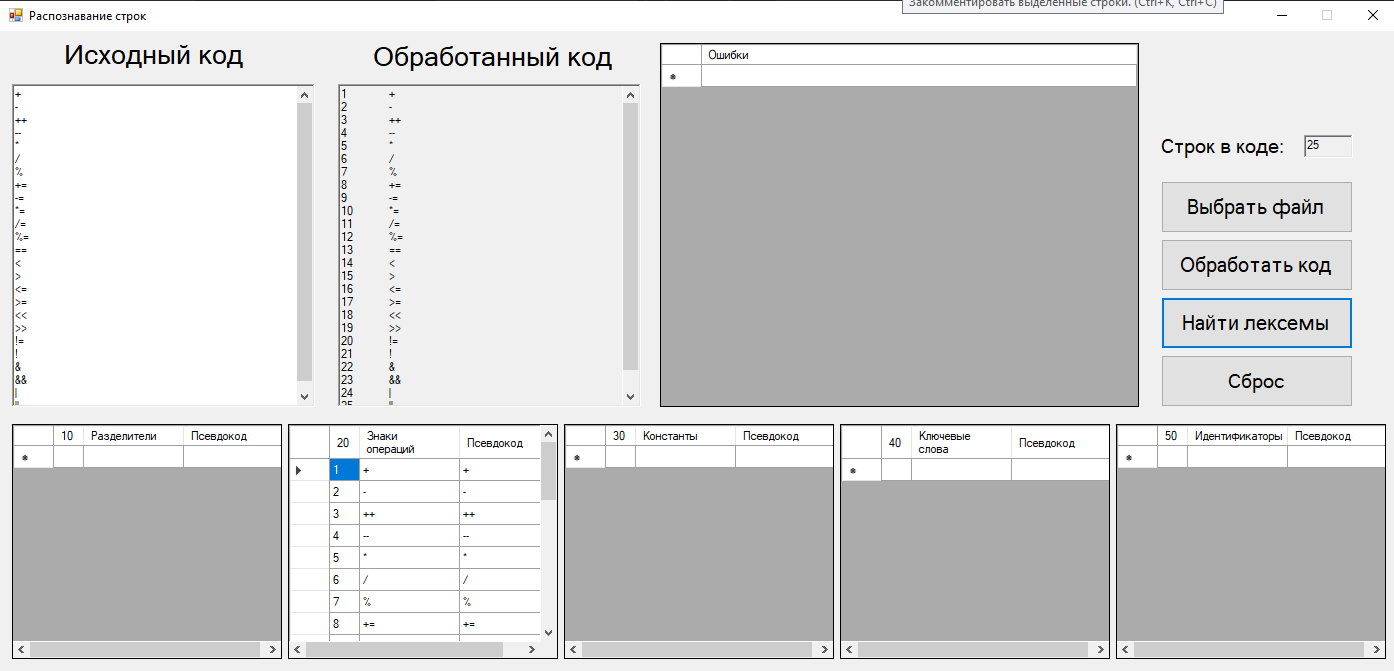 Закомментировать выделенные строки. (Ctrl+K, Ctrl+C)
Распознавание строк
Исходный код
+
-
++
--
*
/
%
+=
-=
*=
/=
%=
==
<
>
<=
>=
<<
>>
!=
!
&
&&
|
Обработанный код
1 +
2 -
3 ++
4 --
5 *
6 /
7 %
8 +=
9 -=
10 *=
11 /=
12 %=
13 ==
14 <
15 >
16 <=
17 >=
18 <<
19 >>
20 !=
21 !
22 &
23 &&
24 |
25
Ошибки
*
Строк в коде: 25
Выбрать файл
Обработать код
Найти лексемы
Сброс
10 Разделители Псевдокод
*
20 Знаки операций Псевдокод
1 + +
2 - -
3 ++ ++
4 -- --
5 * *
6 / /
7 % %
8 += +=
30 Константы Псевдокод
*
40 Ключевые слова Псевдокод
*
50 Идентификаторы Псевдокод
*